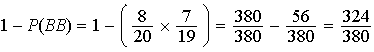 1 − P(BB) = 1 − (8/20 × 7/19) = 380/380 − 56/380 = 324/380